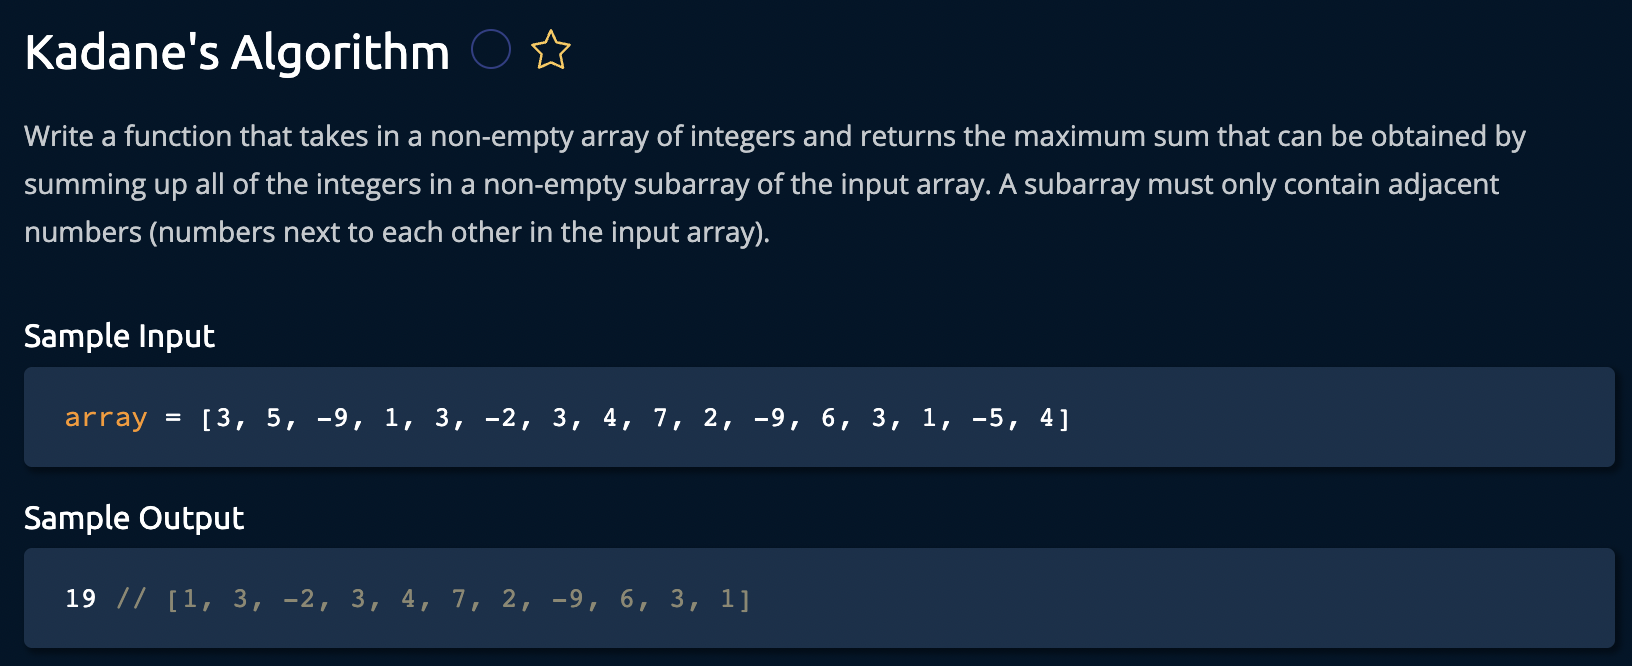 Kadane's Algorithm
Write a function that takes in a non-empty array of integers and returns the maximum sum that can be obtained by
summing up all of the integers in a non-empty subarray of the input array. A subarray must only contain adjacent
numbers (numbers next to each other in the input array).
Sample Input
array = [3, 5, -9, 1, 3, -2, 3, 4, 7, 2, -9, 6, 3, 1, -5, 4]
Sample Output
19 // [1, 3, -2, 3, 4, 7, 2, -9, 6, 3, 1]